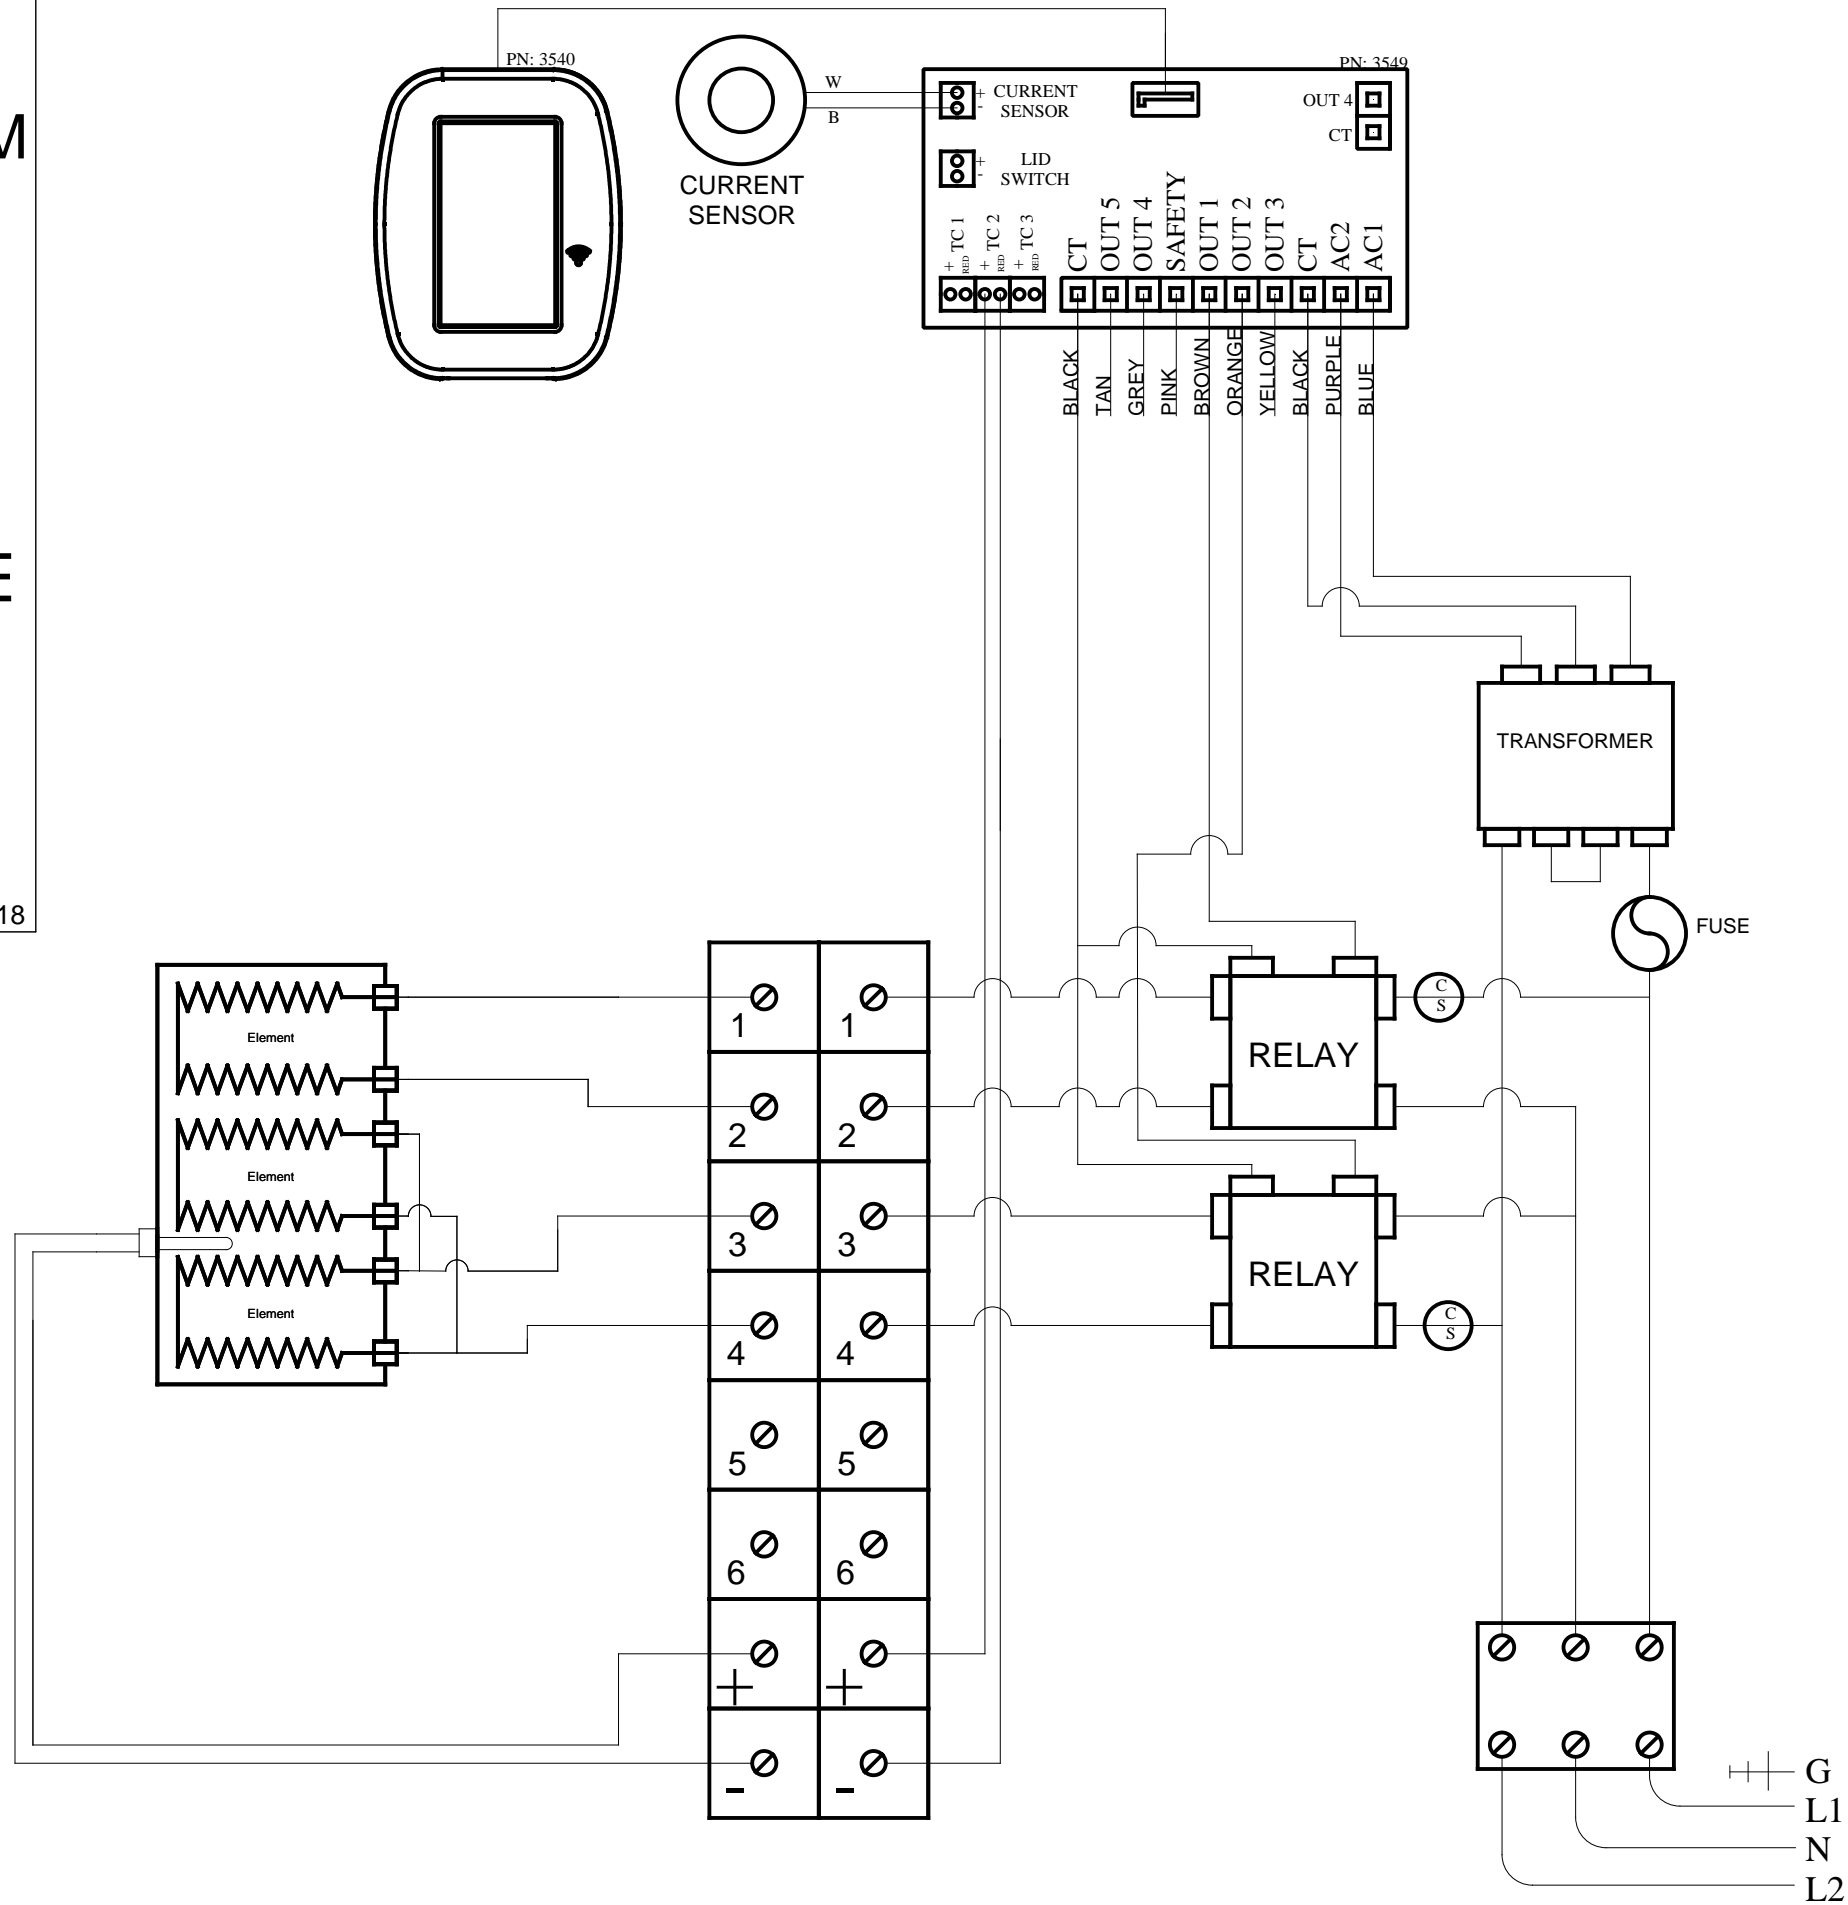 M
E
18
PN: 3540
PN: 3549
W
B
CURRENT
SENSOR
+ CURRENT
- SENSOR
+ LID
- SWITCH
OUT 4
CT
+ TC 1
RED
+ TC 2
RED
+ TC 3
RED
CT
OUT 5
OUT 4
SAFETY
OUT 1
OUT 2
OUT 3
CT
AC2
AC1
BLACK
TAN
GREY
PINK
BROWN
ORANGE
YELLOW
BLACK
PURPLE
BLUE
TRANSFORMER
FUSE
Element
Element
Element
1 1
2 2
3 3
4 4
5 5
6 6
+ +
- -
RELAY
C
S
RELAY
C
S
G
L1
N
L2